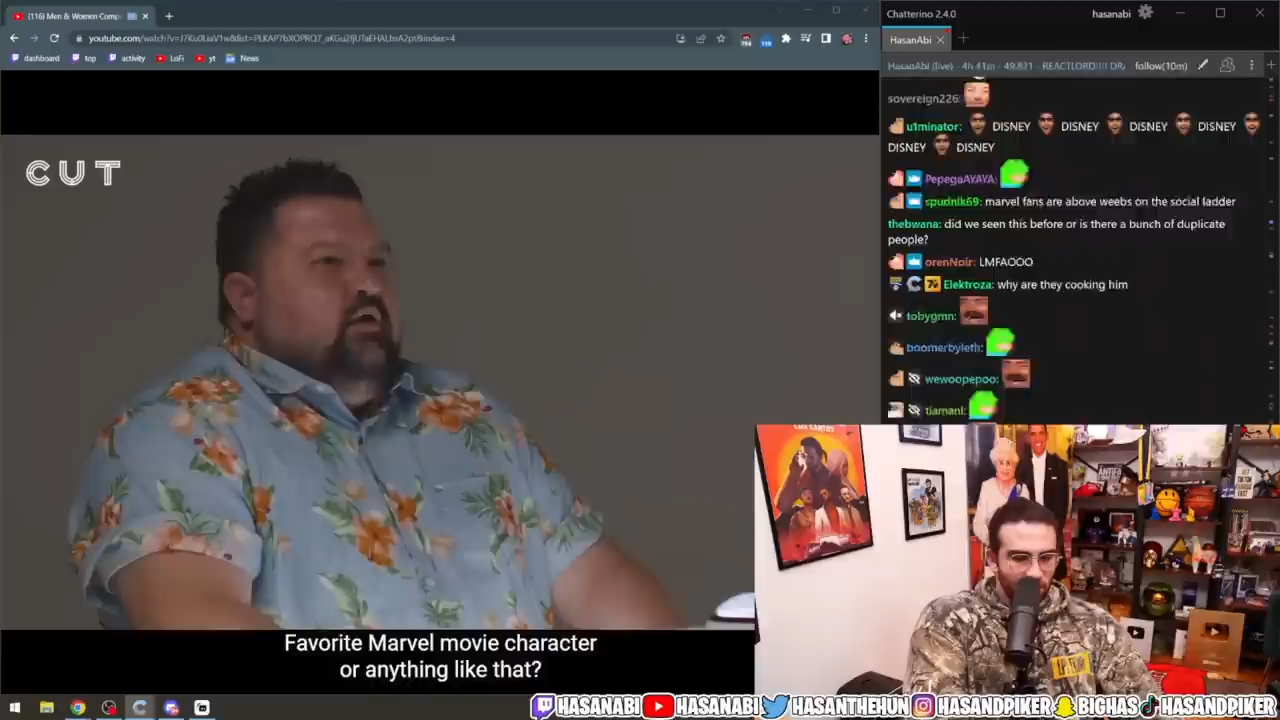 (116) Men & Women Comp
youtube.com/watch?v=J7Ku0LiaV1w&list=PLKAP7bXOPRQ7_aKGu2fjUTaEHALbsA2pt&index=4
dashboard
top
activity
LoFi
yt
News
CUT
Favorite Marvel movie character
or anything like that?
Chatterino 2.4.0
hasanabi
HasanAbi
HasanAbi (live) - 4h 41m - 49,821 - REACTLORD!!!! DR
follow(10m)
sovereign226:
u1minator: DISNEY DISNEY DISNEY DISNEY
DISNEY DISNEY
PepegaAYAYA:
spudnik69: marvel fans are above weebs on the social ladder
thebwana: did we seen this before or is there a bunch of duplicate
people?
orenNoir: LMFAOOO
Elektroza: why are they cooking him
tobygmn:
boomerbyleth:
wewoopepoo:
tiamanl:
ANTIFA
HASANABI
HASANABI
HASANTHEHUN
HASANDPIKER
BIGHAS
HASANDPIKER